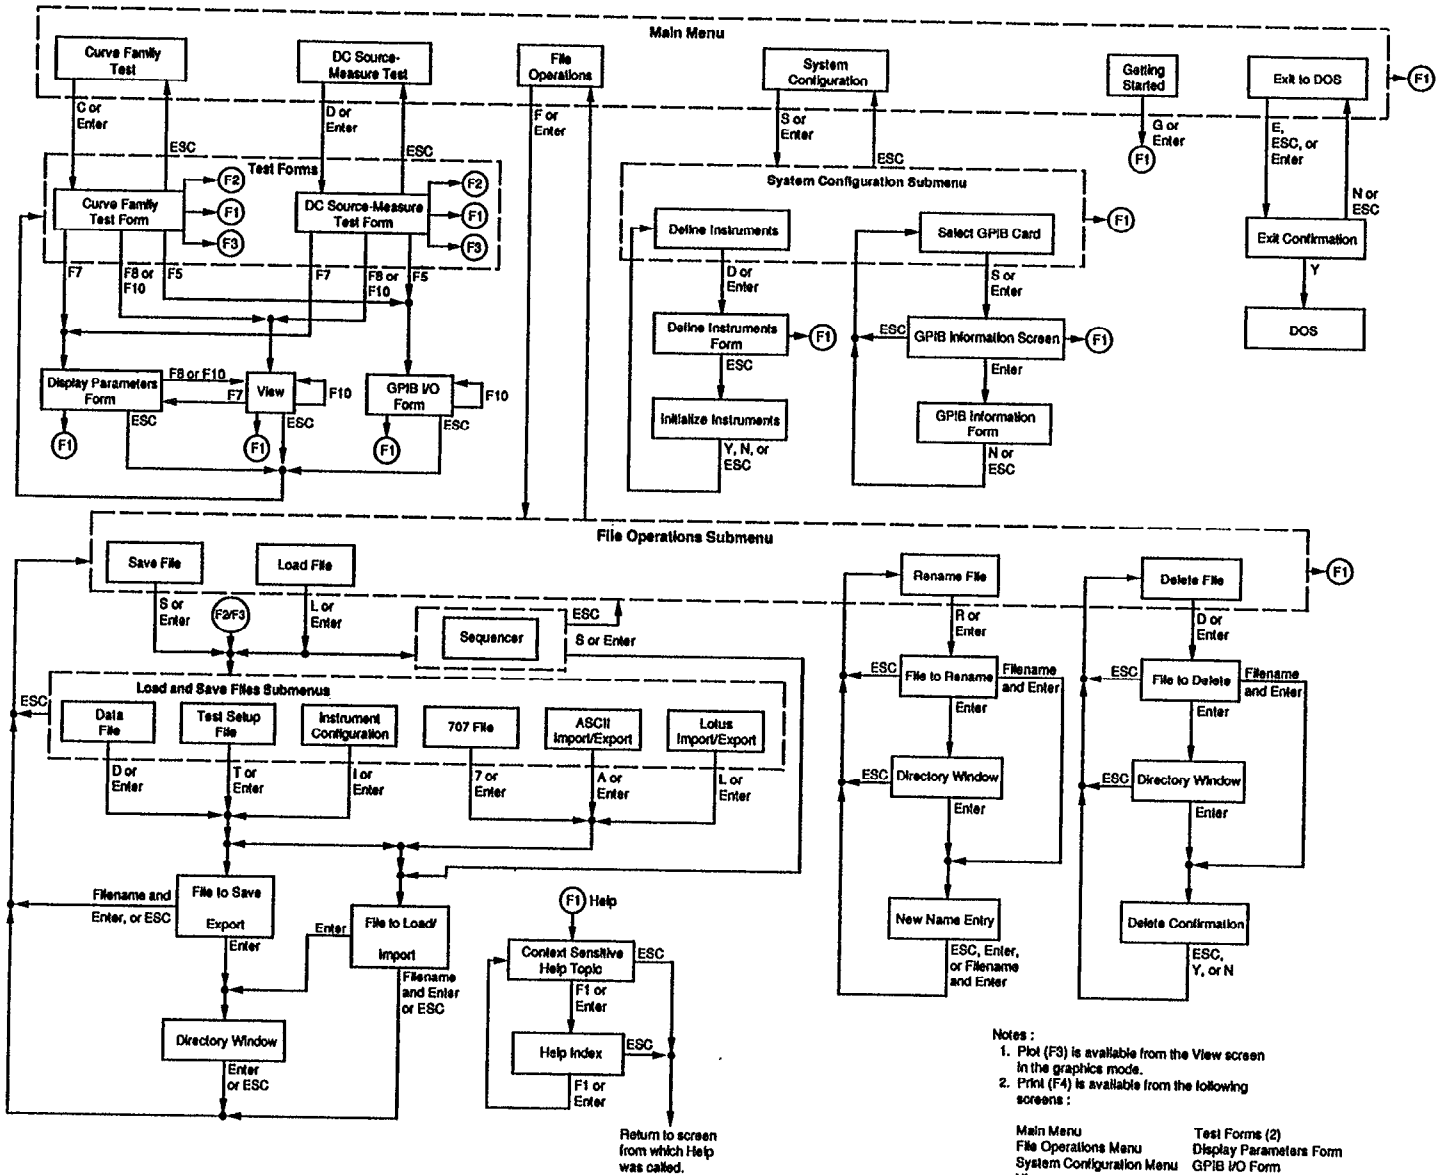 Main Menu
Curve Family
Test
DC Source-
Measure Test
File
Operations
System
Configuration
Getting
Started
Exit to DOS
F1
C or
Enter
ESC
D or
Enter
ESC
F or
Enter
S or
Enter
ESC
G or
Enter
F1
E,
ESC, or
Enter
N or
ESC
Test Forms
Curve Family
Test Form
F2
F1
F3
DC Source-Measure
Test Form
F2
F1
F3
F7
F8 or
F10
F5
F7
F8 or
F10
F5
Display Parameters
Form
F8 or F10
F7
View
F10
GPIB I/O
Form
F10
ESC
F1
ESC
F1
ESC
F1
System Configuration Submenu
F1
Define Instruments
Select GPIB Card
D or
Enter
S or
Enter
Define Instruments
Form
F1
ESC
GPIB Information Screen
F1
ESC
Enter
Initialize Instruments
GPIB Information
Form
Y, N, or
ESC
N or
ESC
Exit Confirmation
Y
DOS
File Operations Submenu
F1
Save File
Load File
Rename File
Delete File
S or
Enter
F2/F3
L or
Enter
Sequencer
ESC
S or Enter
R or
Enter
D or
Enter
ESC
Load and Save Files Submenus
Data
File
Test Setup
File
Instrument
Configuration
707 File
ASCII
Import/Export
Lotus
Import/Export
D or
Enter
T or
Enter
I or
Enter
7 or
Enter
A or
Enter
L or
Enter
Filename and
Enter, or ESC
File to Save
Export
Enter
Enter
File to Load/
Import
Filename
and Enter
or ESC
Directory Window
Enter
or ESC
F1 Help
Context Sensitive
Help Topic
ESC
F1 or
Enter
Help Index
ESC
F1 or
Enter
Return to screen
from which Help
was called.
ESC
File to Rename
Filename
and Enter
Enter
ESC
Directory Window
Enter
New Name Entry
ESC, Enter,
or Filename
and Enter
ESC
File to Delete
Filename
and Enter
Enter
ESC
Directory Window
Enter
Delete Confirmation
ESC,
Y, or N
Notes :
1. Plot (F3) is available from the View screen
in the graphics mode.
2. Print (F4) is available from the following
screens :
Main Menu Test Forms (2)
File Operations Menu Display Parameters Form
System Configuration Menu GPIB I/O Form